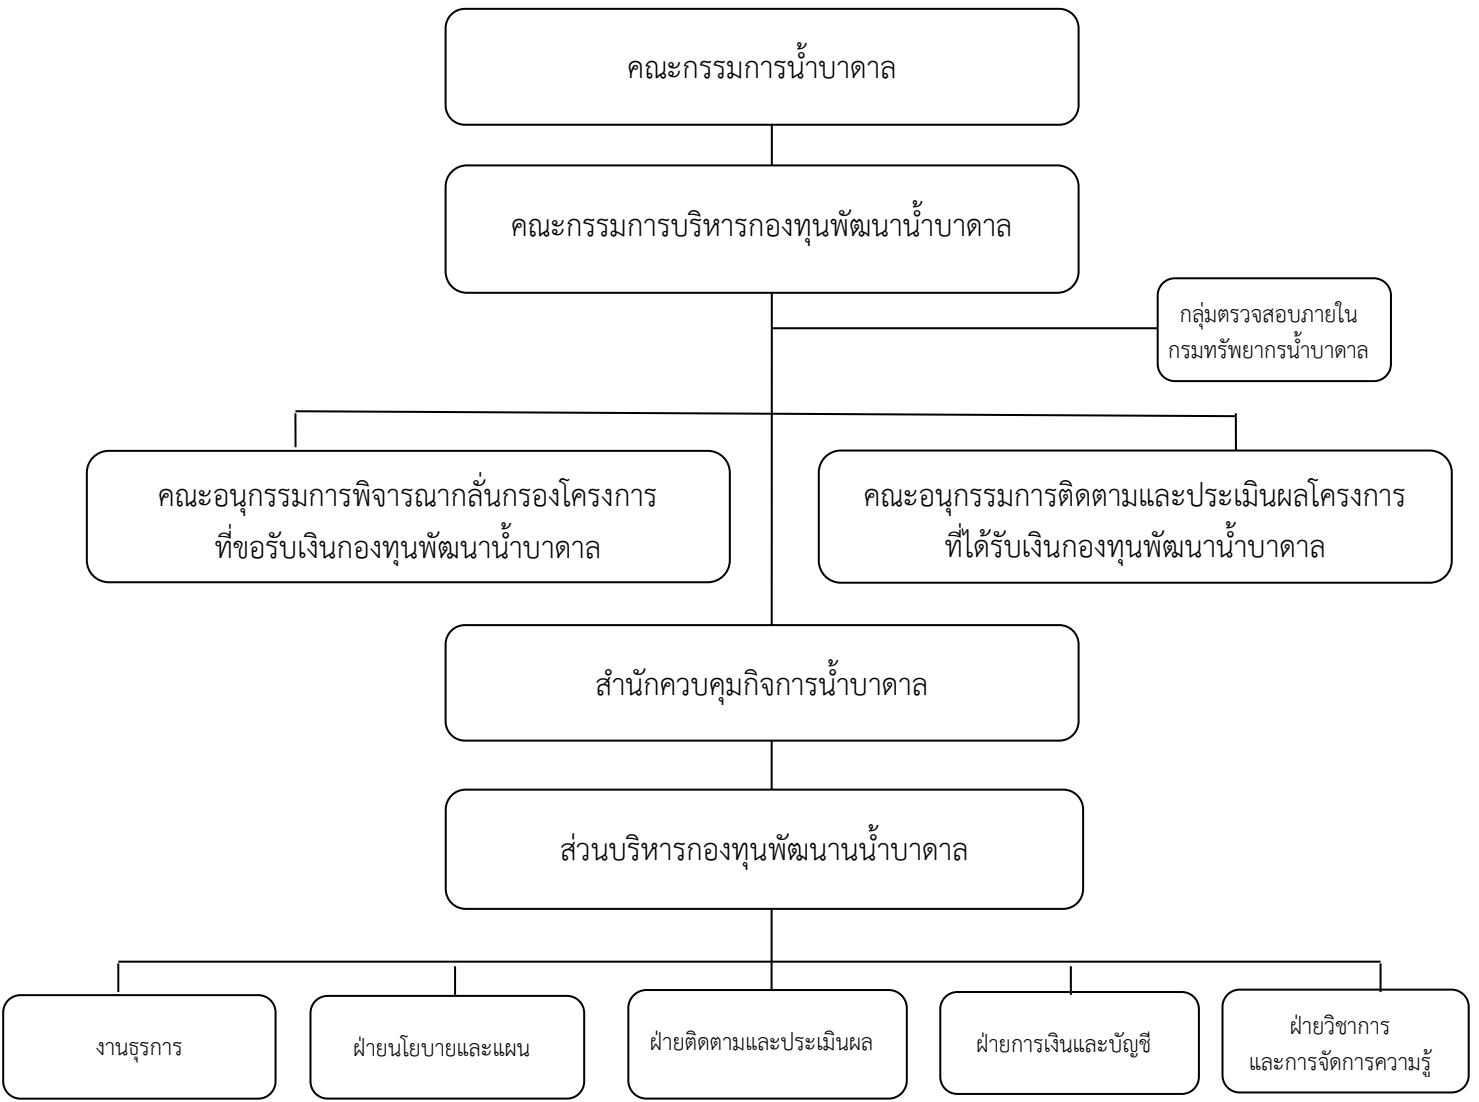 คณะกรรมการน้ำบาดาล
คณะกรรมการบริหารกองทุนพัฒนาน้ำบาดาล
กลุ่มตรวจสอบภายใน
กรมทรัพยากรน้ำบาดาล
คณะอนุกรรมการพิจารณากลั่นกรองโครงการ
ที่ขอรับเงินกองทุนพัฒนาน้ำบาดาล
คณะอนุกรรมการติดตามและประเมินผลโครงการ
ที่ได้รับเงินกองทุนพัฒนาน้ำบาดาล
สำนักควบคุมกิจการน้ำบาดาล
ส่วนบริหารกองทุนพัฒนานน้ำบาดาล
งานธุรการ
ฝ่ายนโยบายและแผน
ฝ่ายติดตามและประเมินผล
ฝ่ายการเงินและบัญชี
ฝ่ายวิชาการ
และการจัดการความรู้